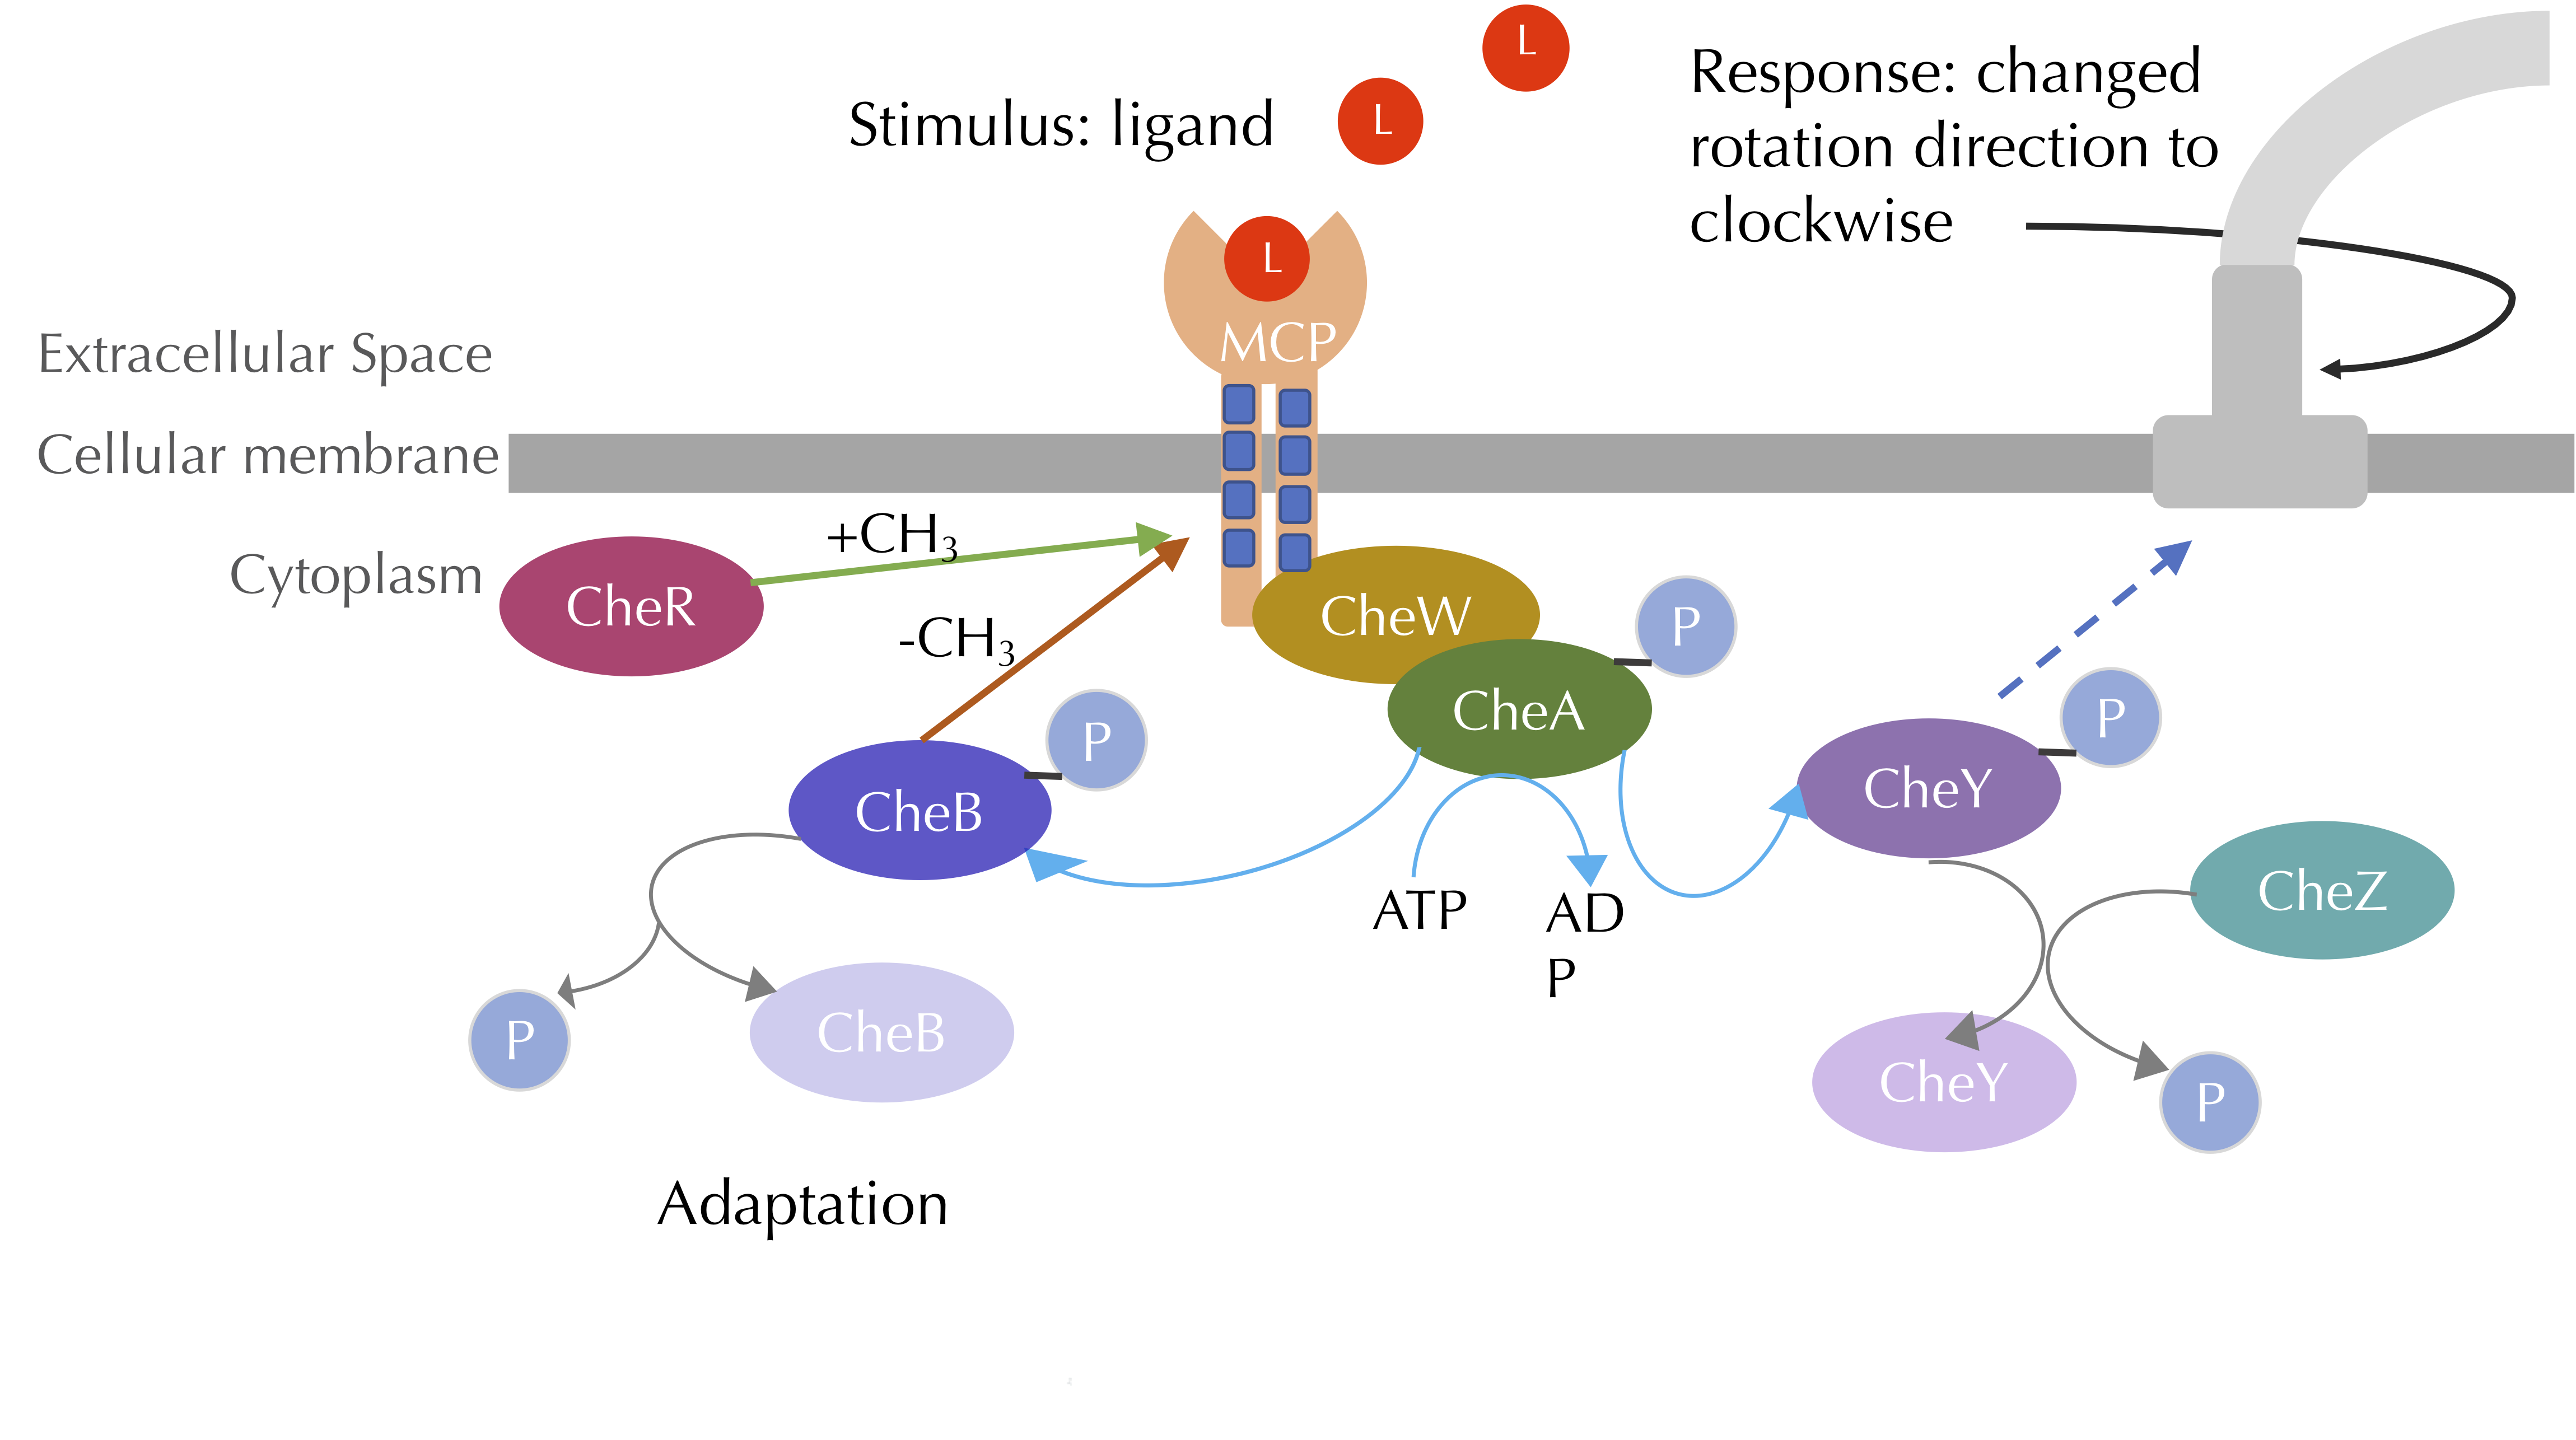 L
L
Stimulus: ligand
Response: changed
rotation direction to
clockwise
L
MCP
Extracellular Space
Cellular membrane
Cytoplasm
+CH₃
-CH₃
CheR
CheW
P
CheA
P
CheB
P
CheY
ATP
AD
P
CheZ
P
CheB
CheY
P
Adaptation